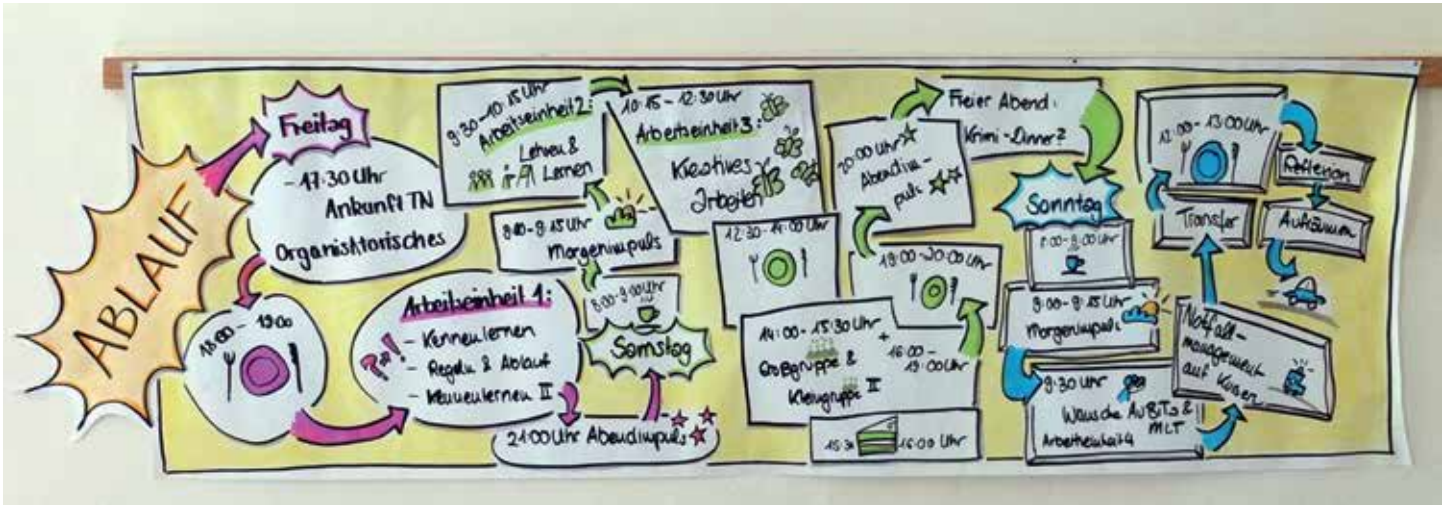 ABLAUF
Freitag
- 17:30 Uhr
Ankunft TN
Organisktorisches
18:00 - 19:00
Arbeitseinheit 1:
- Kennenlernen
- Regeln & Ablauf
- Kennenlernen II
21:00 Uhr Abendimpuls
Samstag
8:00-9:00 Uhr
9:00-9:15 Uhr
Morgenimpuls
9:30-10:15 Uhr
Arbeitseinheit 2:
Lehren &
Lernen
10:15 - 12:30 Uhr
Arbeitseinheit 3:
Kreatives
Arbeiten
12:30-14:00 Uhr
14:00-15:30 Uhr
+
16:00-
19:00 Uhr
Großgruppe &
Kleingruppe II
15:30
16:00 Uhr
19:00-20:00 Uhr
20:00 Uhr
Abendim-
puls
Freier Abend:
Krimi-Dinner?
Sonntag
8:00-9:00 Uhr
9:00-9:15 Uhr
Morgenimpuls
9:30 Uhr
&
MLT
Arbeitseinheit 4
Notfall-
management
auf Kursen
Transfer
12:00-13:00 Uhr
Reflexion
Aufräumen